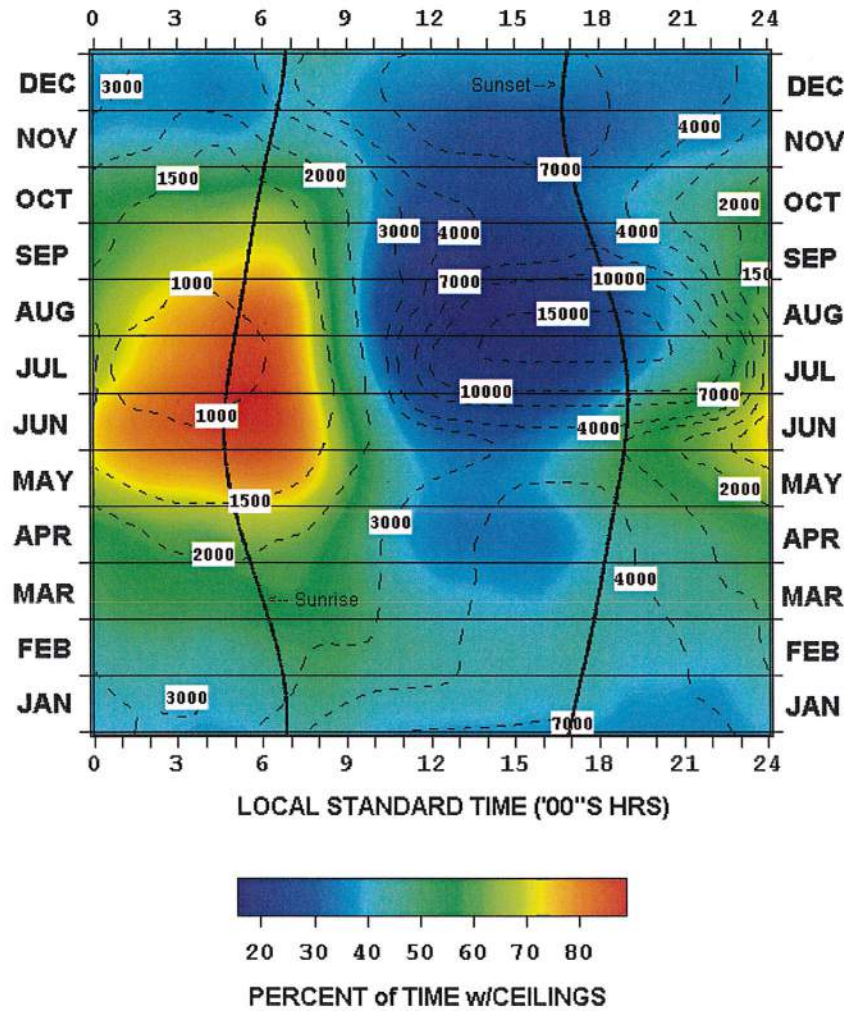 0 3 6 9 12 15 18 21 24
DEC 3000 Sunset--> DEC
4000
NOV NOV
7000
1500 2000
OCT 2000 OCT
3000 4000 4000
SEP SEP
7000 10000 150
1000
AUG 15000 AUG
JUL JUL
10000 7000
1000
JUN 4000 JUN
MAY 2000 MAY
1500
3000
APR APR
2000
4000
MAR <-- Sunrise MAR
FEB FEB
3000
JAN JAN
7000
0 3 6 9 12 15 18 21 24
LOCAL STANDARD TIME ('00"S HRS)
20 30 40 50 60 70 80
PERCENT of TIME w/CEILINGS